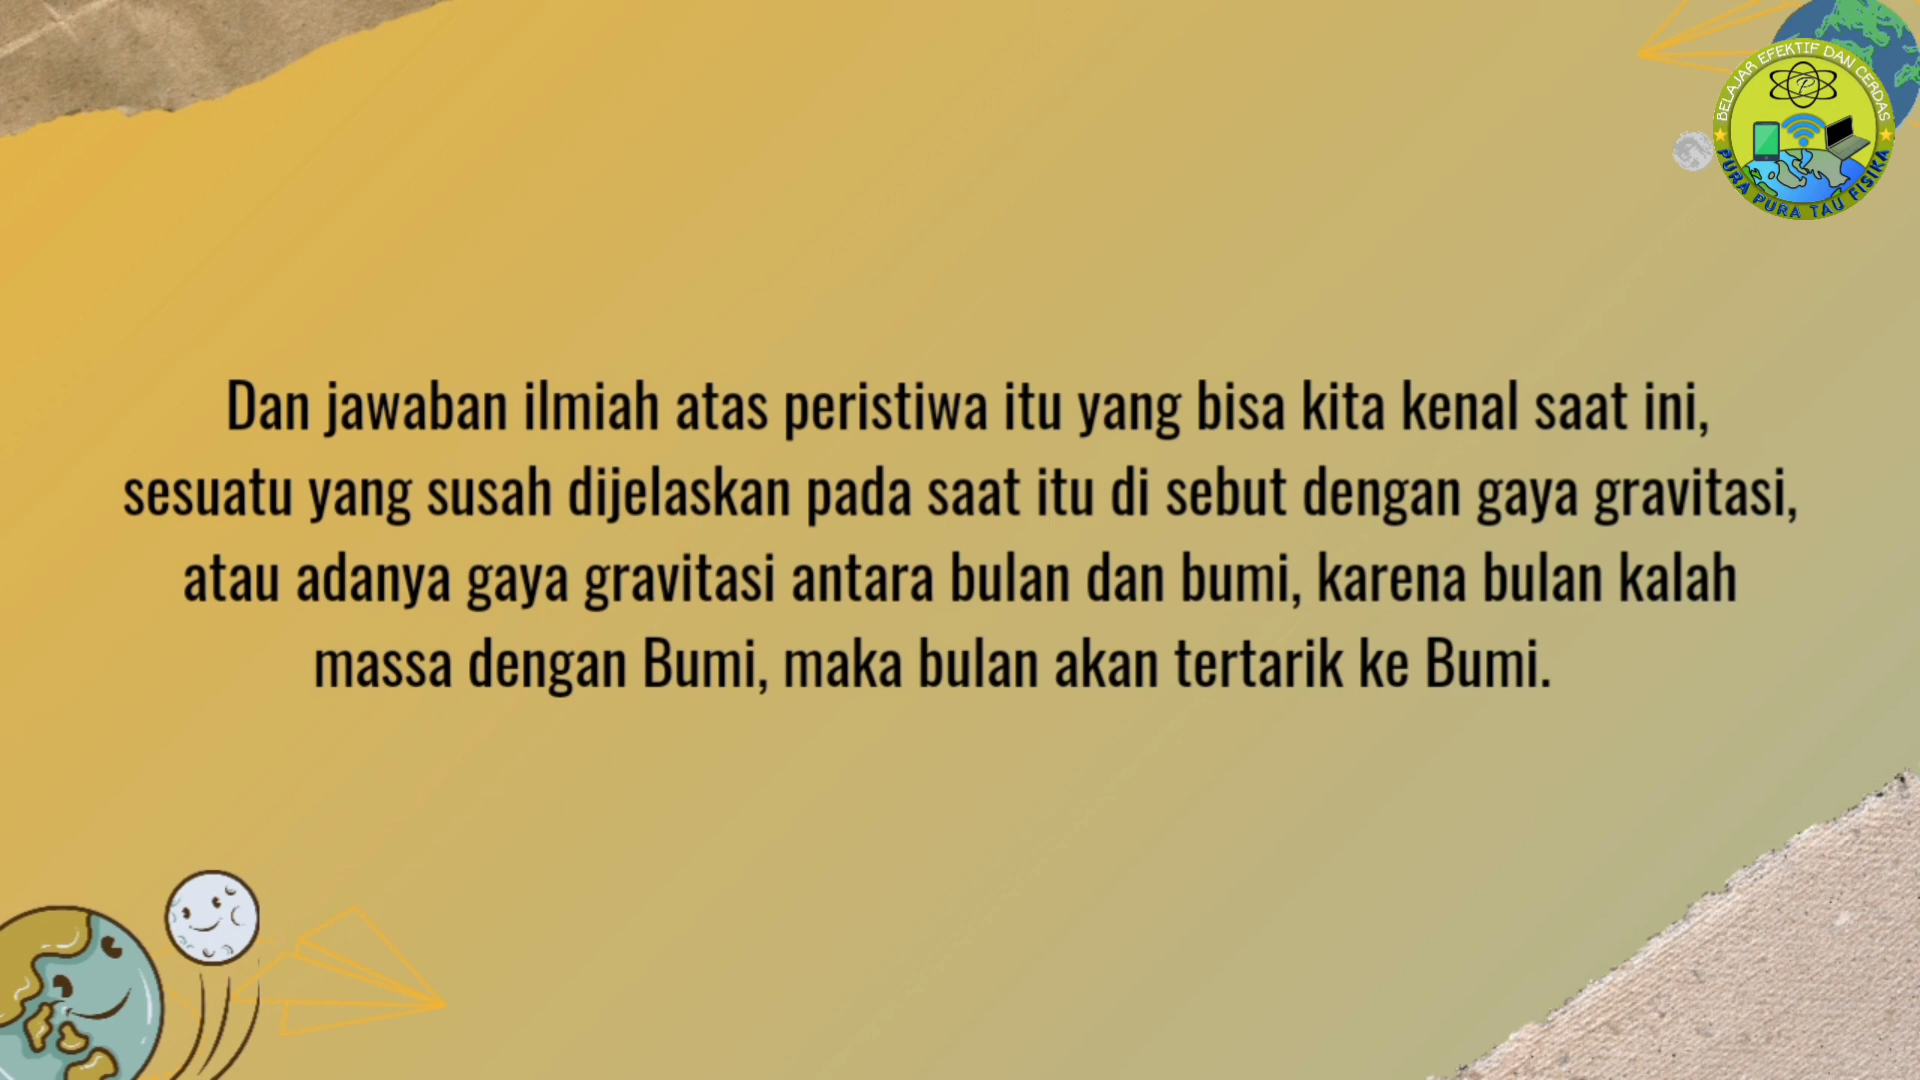 BELAJAR EFEKTIF DAN CERDAS
PURA PURA TAU FISIKA
Dan jawaban ilmiah atas peristiwa itu yang bisa kita kenal saat ini,
sesuatu yang susah dijelaskan pada saat itu di sebut dengan gaya gravitasi,
atau adanya gaya gravitasi antara bulan dan bumi, karena bulan kalah
massa dengan Bumi, maka bulan akan tertarik ke Bumi.